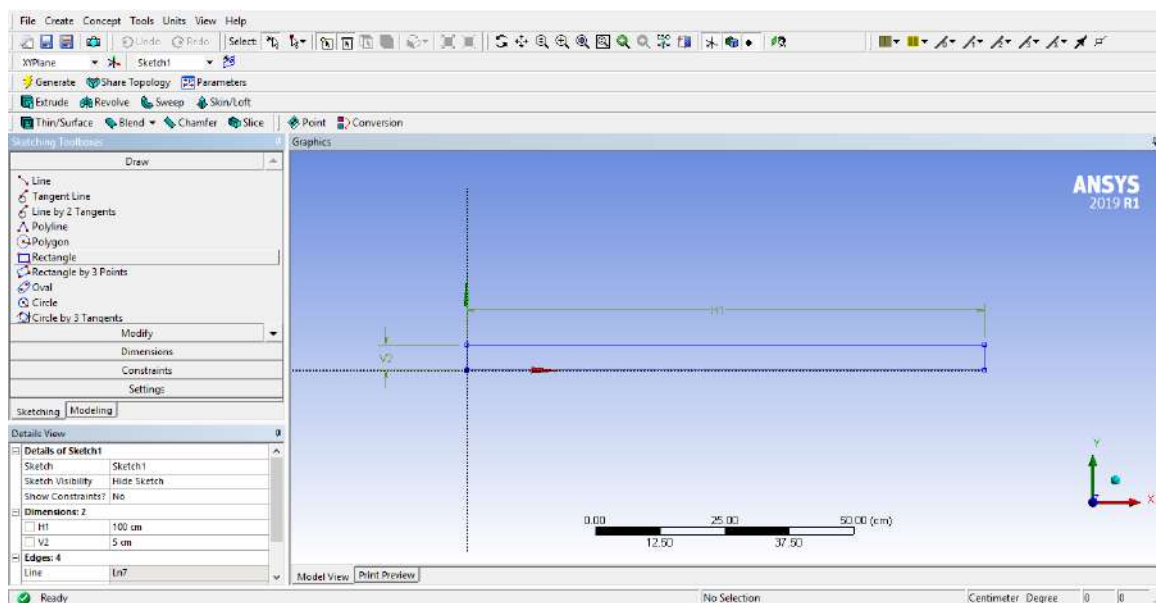 File Create Concept Tools Units View Help
Undo Redo Select:
XYPlane Sketch1
Generate Share Topology Parameters
Extrude Revolve Sweep Skin/Loft
Thin/Surface Blend Chamfer Slice Point Conversion
Sketching Toolboxes
Draw
Line
Tangent Line
Line by 2 Tangents
Polyline
Polygon
Rectangle
Rectangle by 3 Points
Oval
Circle
Circle by 3 Tangents
Modify
Dimensions
Constraints
Settings
Sketching Modeling
Details View
Details of Sketch1
Sketch Sketch1
Sketch Visibility Hide Sketch
Show Constraints? No
Dimensions: 2
H1 100 cm
V2 5 cm
Edges: 4
Line Ln7
Graphics
ANSYS
2019 R1
H1
V2
Y
X
0.00 25.00 50.00 (cm)
12.50 37.50
Model View Print Preview
Ready No Selection Centimeter Degree 0 0